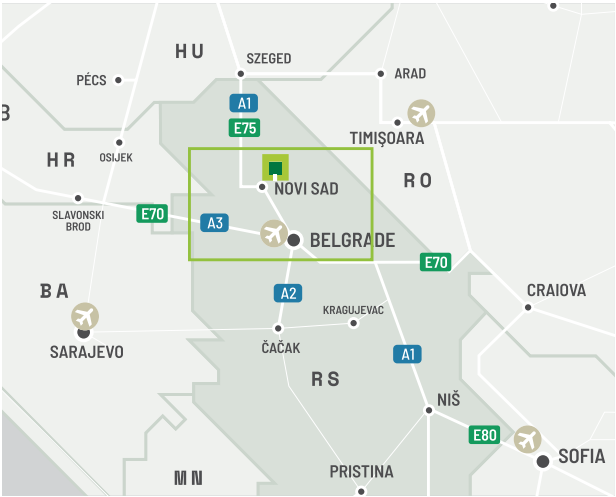 HU
SZEGED
PÉCS
ARAD
A1
B
E75
TIMIȘOARA
HR
OSIJEK
RO
NOVI SAD
SLAVONSKI
BROD
E70
A3
BELGRADE
E70
BA
A2
CRAIOVA
KRAGUJEVAC
SARAJEVO
ČAČAK
A1
RS
NIŠ
E80
SOFIA
MN
PRISTINA